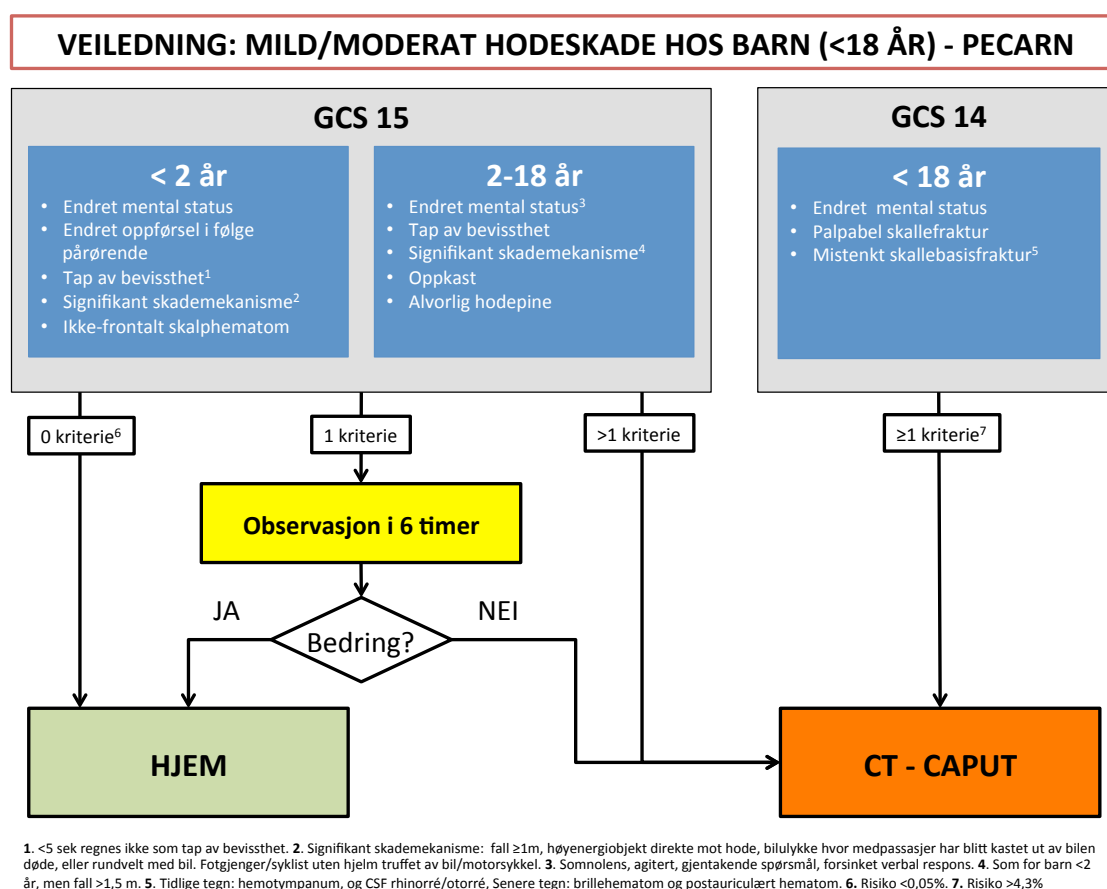 VEILEDNING: MILD/MODERAT HODESKADE HOS BARN (<18 ÅR) - PECARN
GCS 15
< 2 år
• Endret mental status
• Endret oppførsel i følge
pårørende
• Tap av bevissthet¹
• Signifikant skademekanisme²
• Ikke-frontalt skalphematom
2-18 år
• Endret mental status³
• Tap av bevissthet
• Signifikant skademekanisme⁴
• Oppkast
• Alvorlig hodepine
GCS 14
< 18 år
• Endret mental status
• Palpabel skallefraktur
• Mistenkt skallebasisfraktur⁵
0 kriterie⁶
1 kriterie
>1 kriterie
≥1 kriterie⁷
Observasjon i 6 timer
JA
NEI
Bedring?
HJEM
CT - CAPUT
1. <5 sek regnes ikke som tap av bevissthet. 2. Signifikant skademekanisme: fall ≥1m, høyenergiobjekt direkte mot hode, bilulykke hvor medpassasjer har blitt kastet ut av bilen
døde, eller rundvelt med bil. Fotgjenger/syklist uten hjelm truffet av bil/motorsykkel. 3. Somnolens, agitert, gjentakende spørsmål, forsinket verbal respons. 4. Som for barn <2
år, men fall >1,5 m. 5. Tidlige tegn: hemotympanum, og CSF rhinorré/otorré, Senere tegn: brillehematom og postauriculært hematom. 6. Risiko <0,05%. 7. Risiko >4,3%